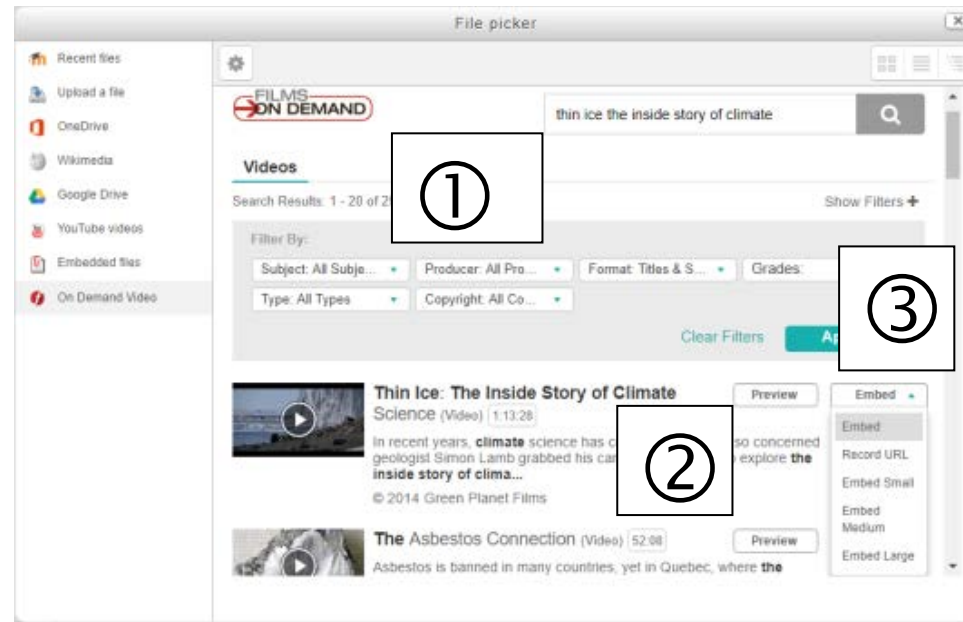 File picker
Recent files
Upload a file
OneDrive
Wikimedia
Google Drive
YouTube videos
Embedded files
On Demand Video
FILMS
ON DEMAND
thin ice the inside story of climate
Videos
①
Search Results: 1 - 20 of
Show Filters +
Filter By:
Subject: All Subje...
Producer: All Pro...
Format: Titles & S...
Grades:
Type: All Types
Copyright: All Co...
③
Clear Filters
Thin Ice: The Inside Story of Climate
Science (Video) 1:13:28
Preview
Embed
In recent years, climate science has so concerned
geologist Simon Lamb grabbed his explore the
inside story of clima...
© 2014 Green Planet Films
②
Embed
Record URL
Embed Small
Embed
Medium
Embed Large
The Asbestos Connection (Video) 52:08
Preview
Asbestos is banned in many countries, yet in Quebec, where the